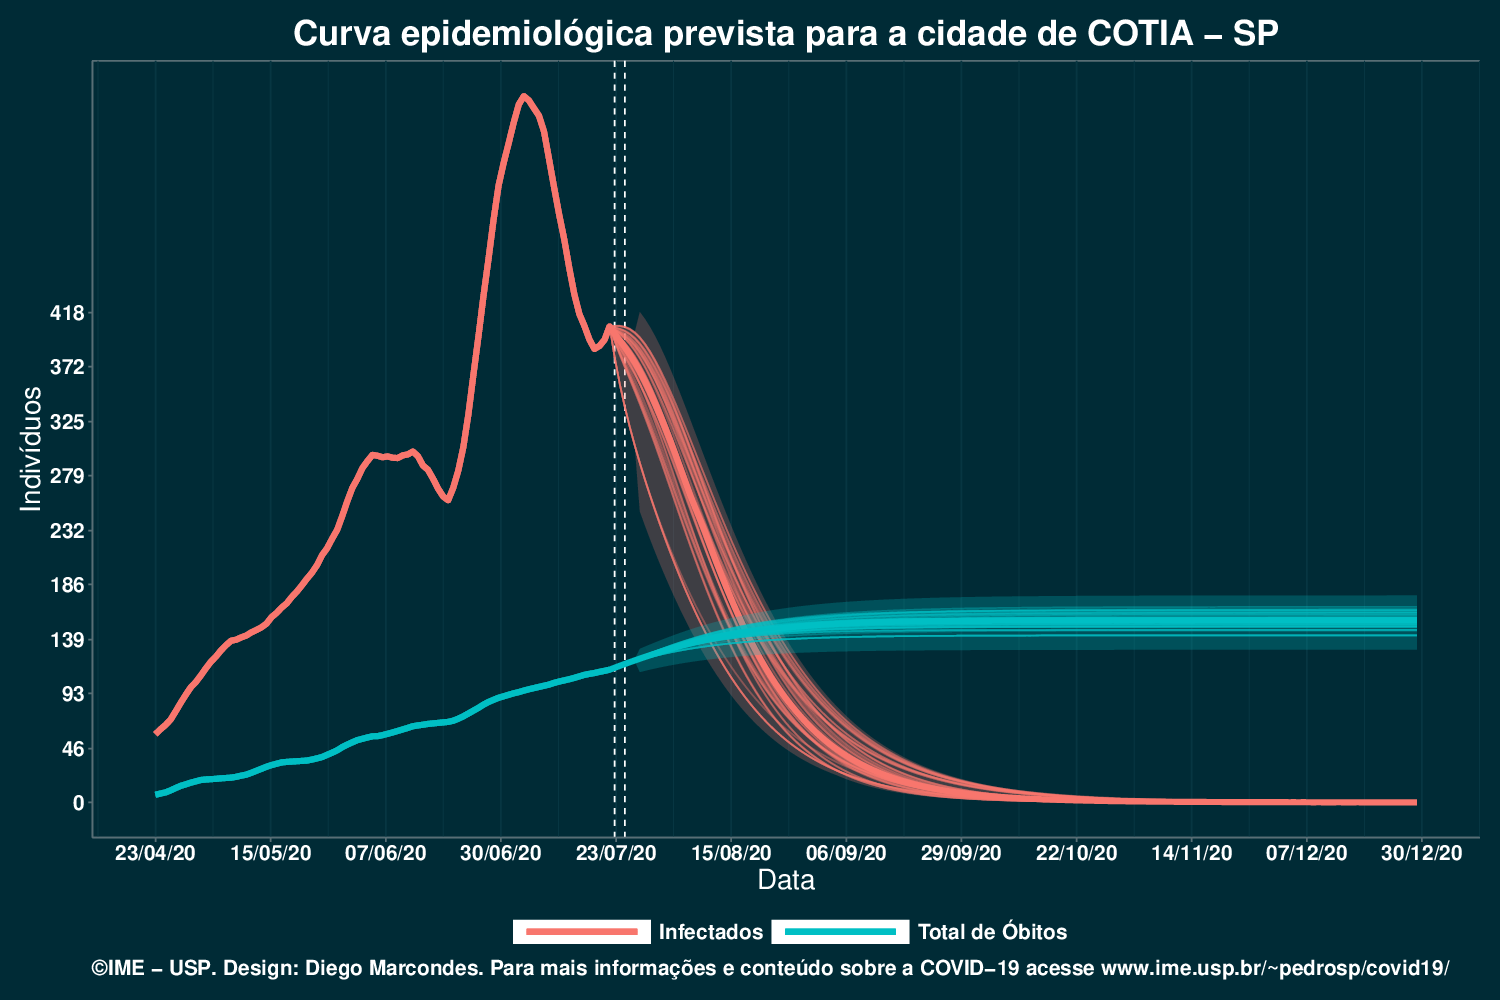 Curva epidemiológica prevista para a cidade de COTIA – SP
Indivíduos
418
372
325
279
232
186
139
93
46
0
23/04/20 15/05/20 07/06/20 30/06/20 23/07/20 15/08/20 06/09/20 29/09/20 22/10/20 14/11/20 07/12/20 30/12/20
Data
Infectados Total de Óbitos
©IME – USP. Design: Diego Marcondes. Para mais informações e conteúdo sobre a COVID–19 acesse www.ime.usp.br/~pedrosp/covid19/